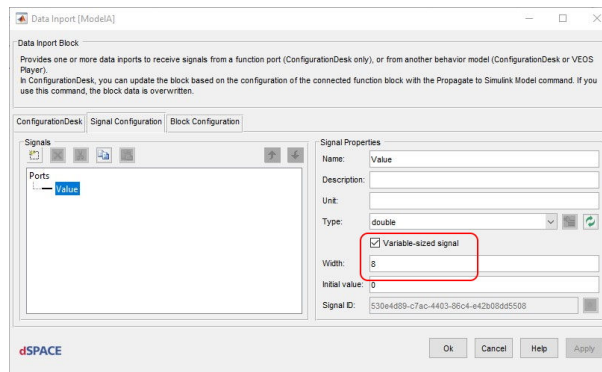 Data Inport [ModelA]
Data Inport Block
Provides one or more data inports to receive signals from a function port (ConfigurationDesk only), or from another behavior model (ConfigurationDesk or VEOS
Player).
In ConfigurationDesk, you can update the block based on the configuration of the connected function block with the Propagate to Simulink Model command. If you
use this command, the block data is overwritten.
ConfigurationDesk Signal Configuration Block Configuration
Signals
Ports
Value
Signal Properties
Name: Value
Description:
Unit:
Type: double
Variable-sized signal
Width: 8
Initial value: 0
Signal ID: 530e4d89-c7ac-4403-86c4-e42b08dd5508
dSPACE
Ok Cancel Help Apply